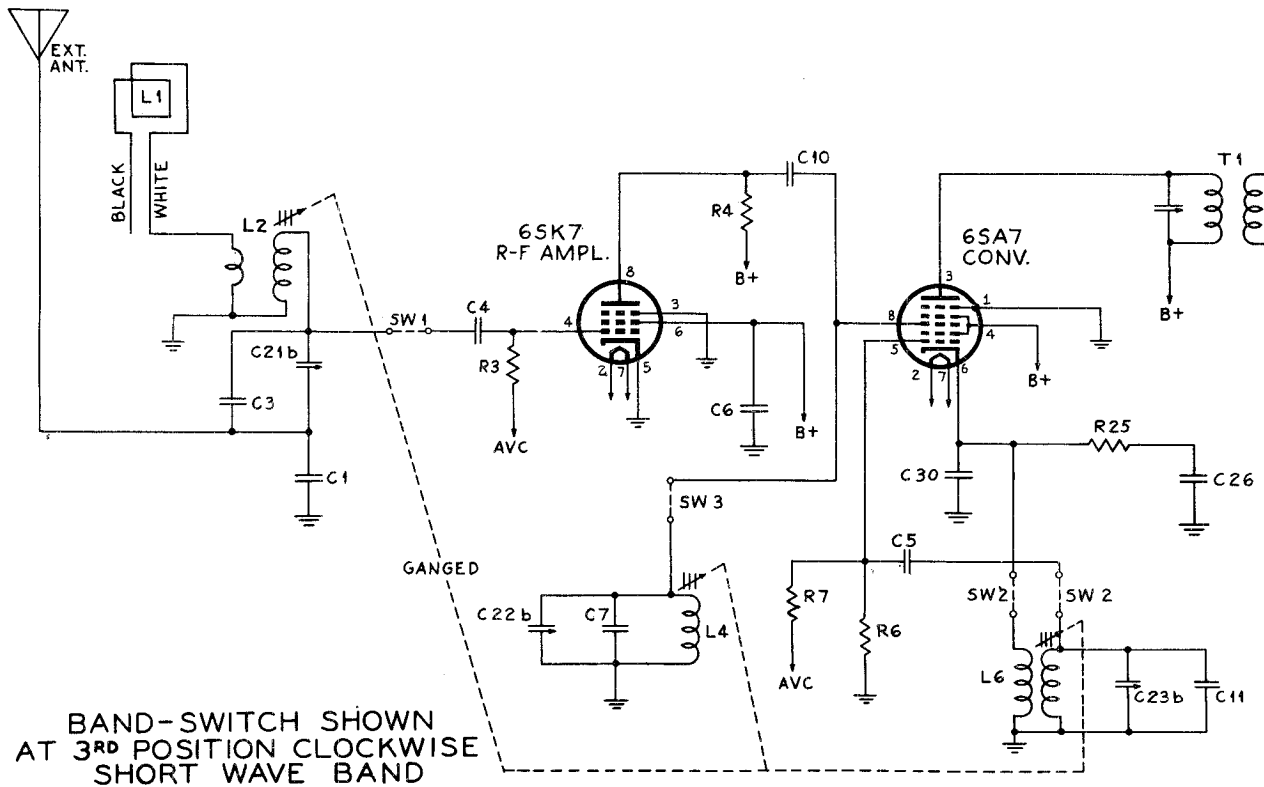 EXT.
ANT.
L1
BLACK
WHITE
L2
C21b
C3
C1
SW1
C4
R3
AVC
6SK7
R-F AMPL.
8
4
3
6
2
7
5
R4
B+
C10
C6
B+
6SA7
CONV.
3
8
5
1
4
2
7
6
B+
T1
B+
R25
C30
C26
SW3
GANGED
C22b
C7
L4
C5
R7
R6
AVC
SW2
SW2
L6
C23b
C11
BAND-SWITCH SHOWN
AT 3RD POSITION CLOCKWISE
SHORT WAVE BAND